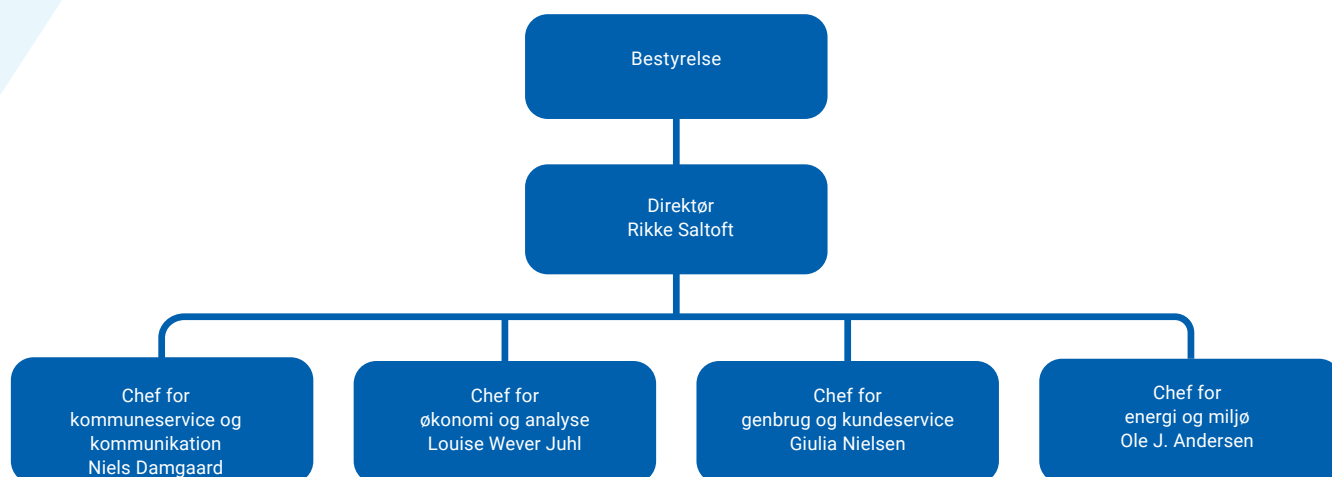 Bestyrelse
Direktør
Rikke Saltoft
Chef for
kommuneservice og
kommunikation
Niels Damgaard
Chef for
økonomi og analyse
Louise Wever Juhl
Chef for
genbrug og kundeservice
Giulia Nielsen
Chef for
energi og miljø
Ole J. Andersen